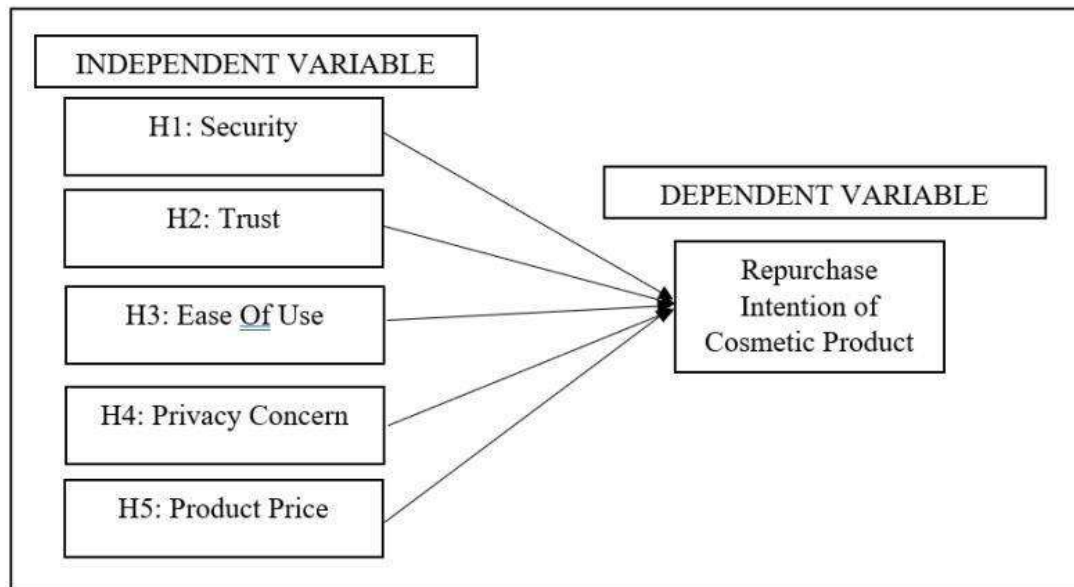 INDEPENDENT VARIABLE
H1: Security
H2: Trust
H3: Ease Of Use
H4: Privacy Concern
H5: Product Price
DEPENDENT VARIABLE
Repurchase
Intention of
Cosmetic Product